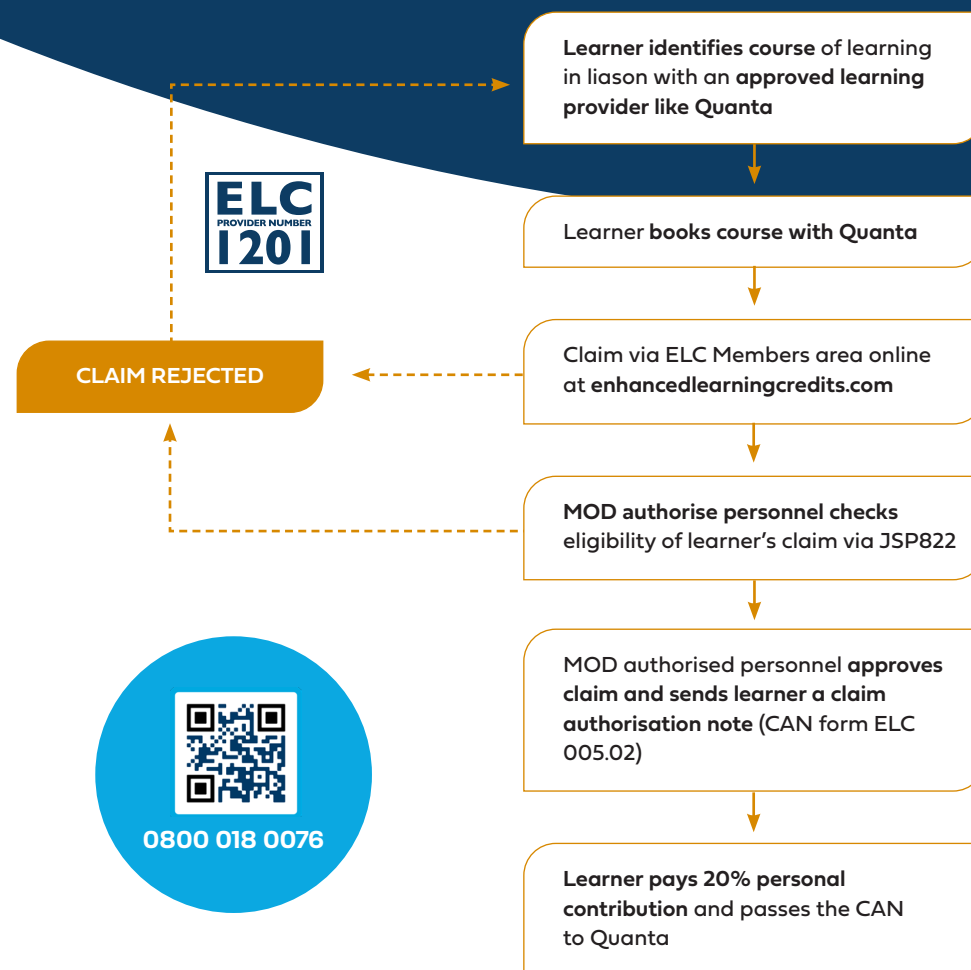 Learner identifies course of learning
in liason with an approved learning
provider like Quanta
ELC
PROVIDER NUMBER
1201
Learner books course with Quanta
CLAIM REJECTED
Claim via ELC Members area online
at enhancedlearningcredits.com
MOD authorise personnel checks
eligibility of learner's claim via JSP822
MOD authorised personnel approves
claim and sends learner a claim
authorisation note (CAN form ELC
005.02)
0800 018 0076
Learner pays 20% personal
contribution and passes the CAN
to Quanta